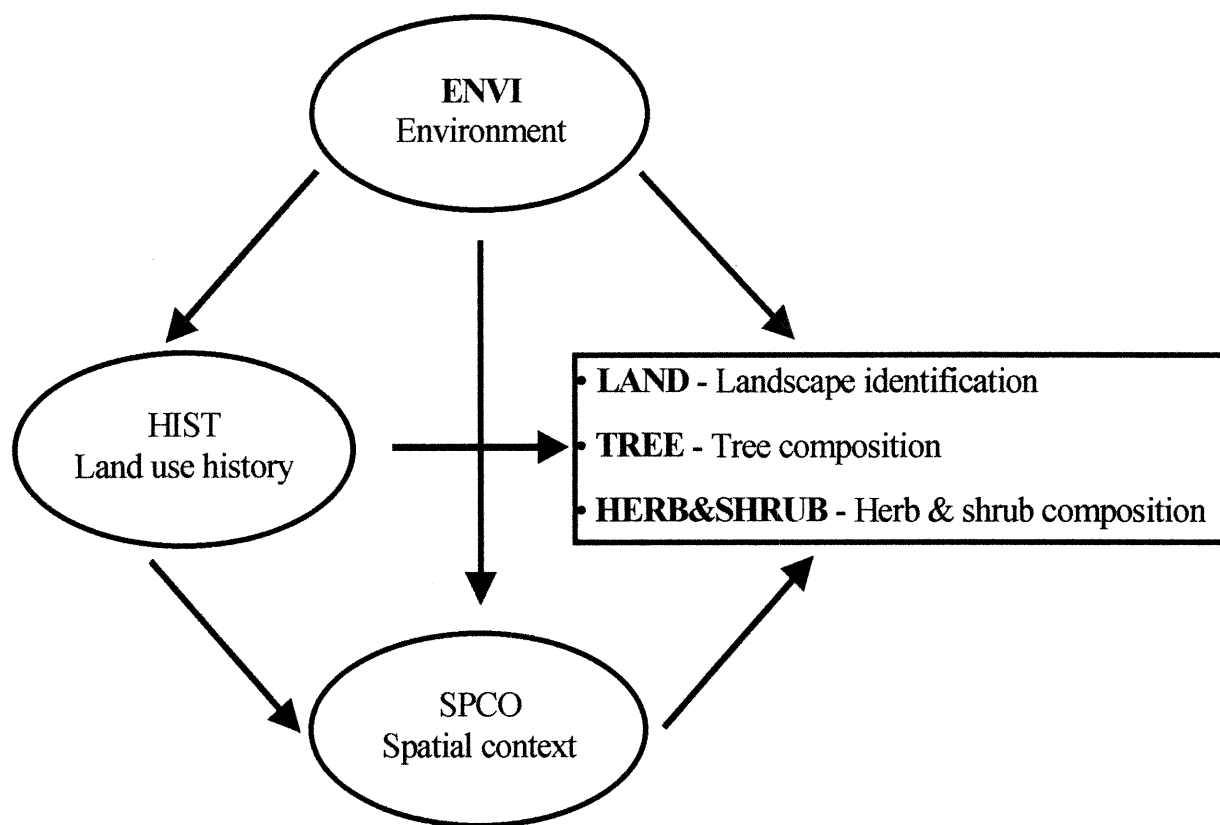 ENVI
Environment
HIST
Land use history
• LAND - Landscape identification
• TREE - Tree composition
• HERB&SHRUB - Herb & shrub composition
SPCO
Spatial context